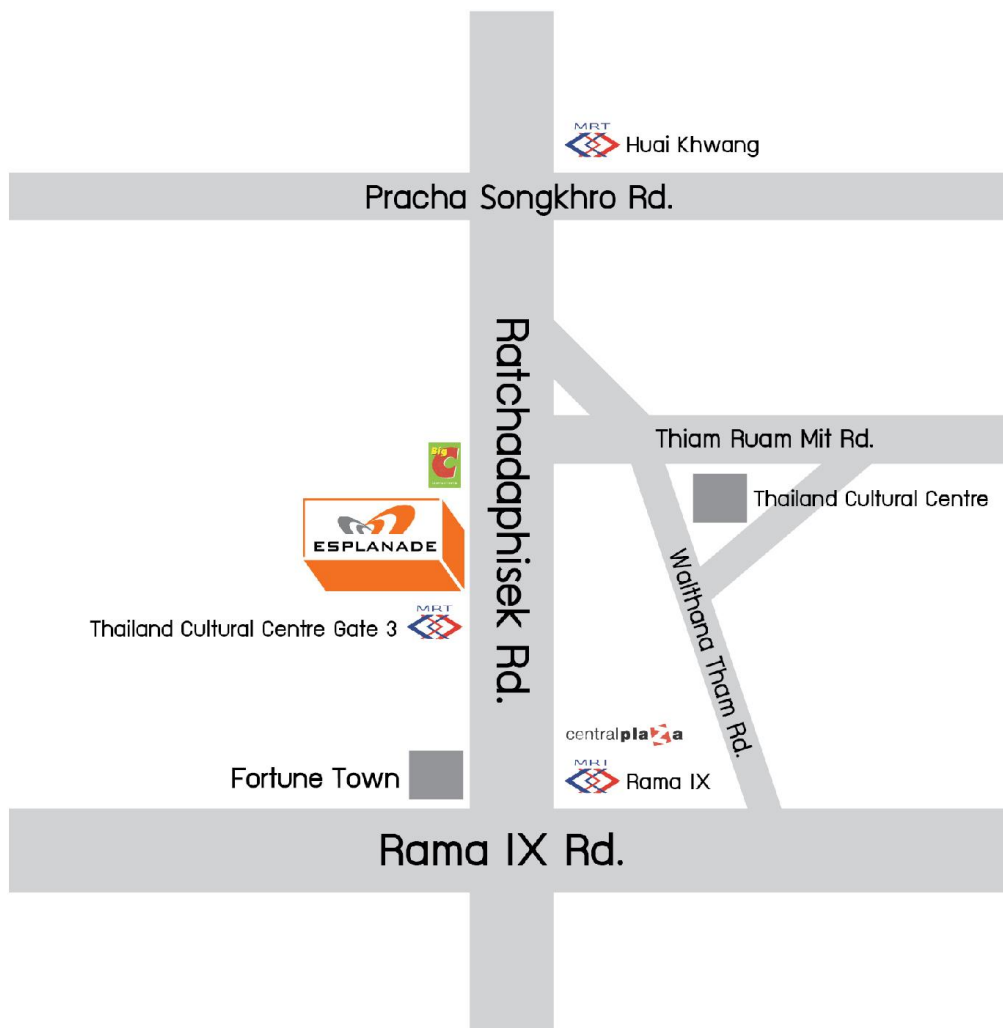 MRT
Huai Khwang
Pracha Songkhro Rd.
Ratchadaphisek Rd.
Thiam Ruam Mit Rd.
Big
C
Thailand Cultural Centre
ESPLANADE
Watthana Tham Rd.
MRT
Thailand Cultural Centre Gate 3
centralplaza
Fortune Town
MRT
Rama IX
Rama IX Rd.